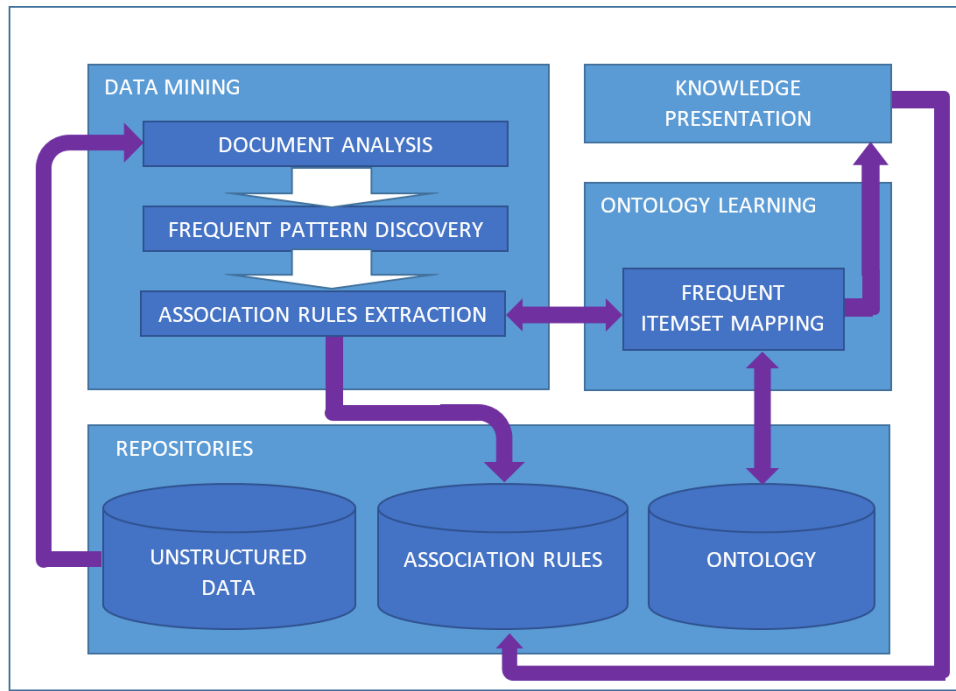 DATA MINING
DOCUMENT ANALYSIS
FREQUENT PATTERN DISCOVERY
ASSOCIATION RULES EXTRACTION
KNOWLEDGE
PRESENTATION
ONTOLOGY LEARNING
FREQUENT
ITEMSET MAPPING
REPOSITORIES
UNSTRUCTURED
DATA
ASSOCIATION RULES
ONTOLOGY